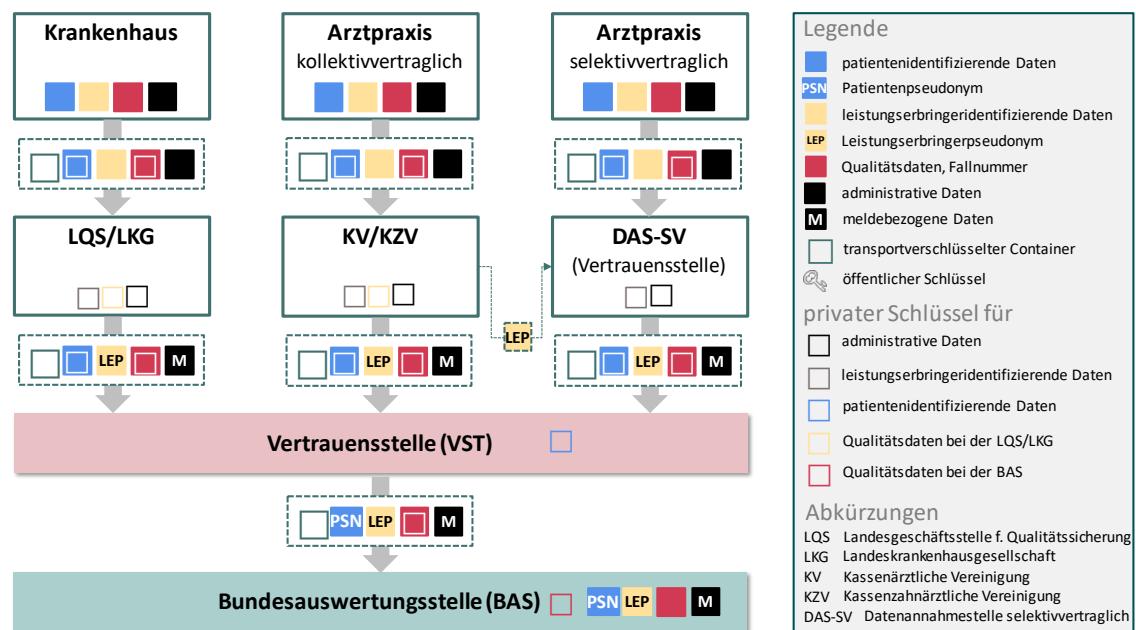 Krankenhaus
Arztpraxis
kollektivvertraglich
Arztpraxis
selektivvertraglich
LQS/LKG
KV/KZV
DAS-SV
(Vertrauensstelle)
LEP
LEP
M
LEP
M
LEP
M
Vertrauensstelle (VST)
PSN
LEP
M
Bundesauswertungsstelle (BAS)
PSN
LEP
M
Legende
patientenidentifizierende Daten
PSN Patientenpseudonym
leistungserbringeridentifizierende Daten
LEP Leistungserbringerpseudonym
Qualitätsdaten, Fallnummer
administrative Daten
M meldebezogene Daten
transportverschlüsselter Container
öffentlicher Schlüssel
privater Schlüssel für
administrative Daten
leistungserbringeridentifizierende Daten
patientenidentifizierende Daten
Qualitätsdaten bei der LQS/LKG
Qualitätsdaten bei der BAS
Abkürzungen
LQS Landesgeschäftsstelle f. Qualitätssicherung
LKG Landeskrankenhausgesellschaft
KV Kassenärztliche Vereinigung
KZV Kassenzahnärztliche Vereinigung
DAS-SV Datenannahmestelle selektivvertraglich